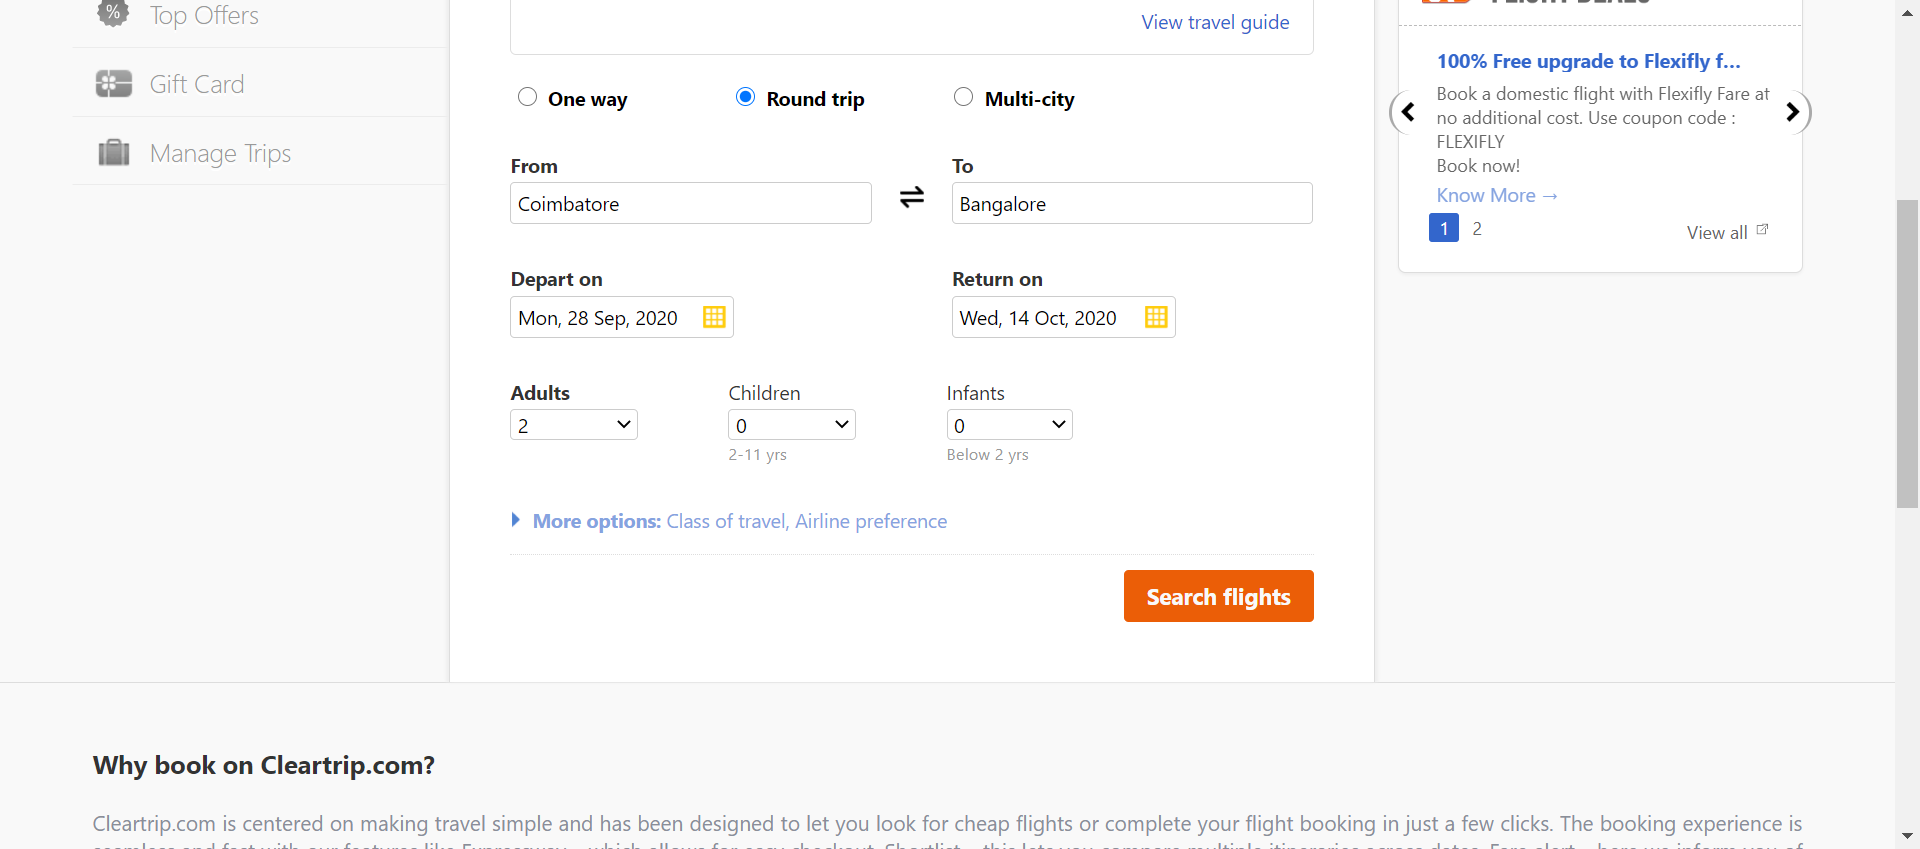 Top Offers
Gift Card
Manage Trips
View travel guide
One way
Round trip
Multi-city
From
Coimbatore
To
Bangalore
Depart on
Mon, 28 Sep, 2020
Return on
Wed, 14 Oct, 2020
Adults
2
Children
0
2-11 yrs
Infants
0
Below 2 yrs
More options: Class of travel, Airline preference
Search flights
100% Free upgrade to Flexifly f...
Book a domestic flight with Flexifly Fare at
no additional cost. Use coupon code :
FLEXIFLY
Book now!
Know More →
1 2
View all
Why book on Cleartrip.com?
Cleartrip.com is centered on making travel simple and has been designed to let you look for cheap flights or complete your flight booking in just a few clicks. The booking experience is